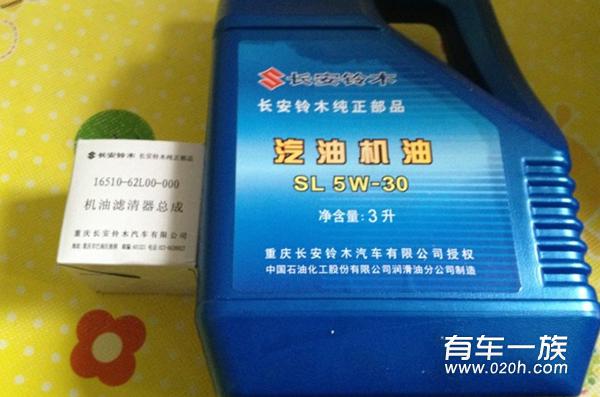 长安铃木
长安铃木纯正部品
汽油机油
SL 5W-30
净含量:3升
重庆长安铃木汽车有限公司授权
中国石油化工股份有限公司润滑油分公司制造
长安铃木 长安铃木纯正部品
16510-62L00-000
机油滤清器总成
重庆长安铃木汽车有限公司
有车一族
www.020h.com